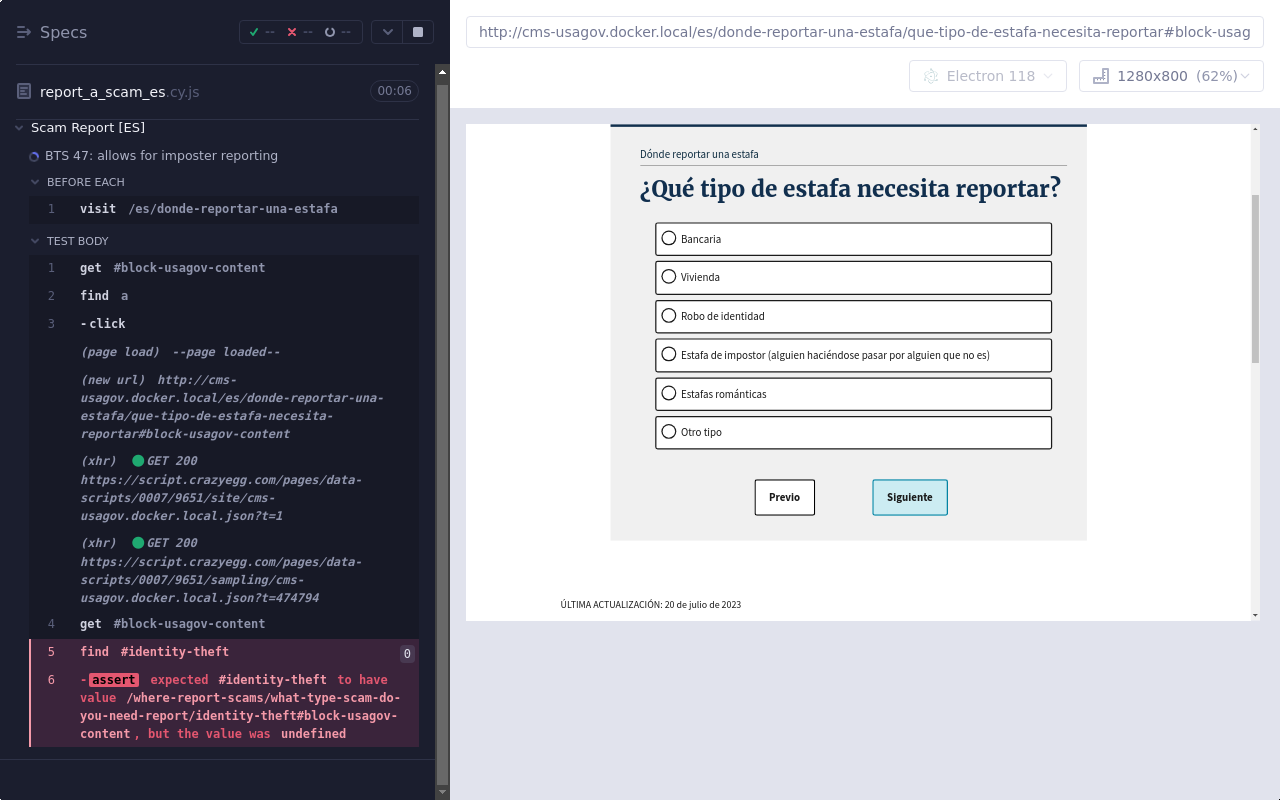 Specs
-- -- --
report_a_scam_es.cy.js 00:06
Scam Report [ES]
BTS 47: allows for imposter reporting
BEFORE EACH
1 visit /es/donde-reportar-una-estafa
TEST BODY
1 get #block-usagov-content
2 find a
3 -click
(page load) --page loaded--
(new url) http://cms-
usagov.docker.local/es/donde-reportar-una-
estafa/que-tipo-de-estafa-necesita-
reportar#block-usagov-content
(xhr) GET 200
https://script.crazyegg.com/pages/data-
scripts/0007/9651/site/cms-
usagov.docker.local.json?t=1
(xhr) GET 200
https://script.crazyegg.com/pages/data-
scripts/0007/9651/sampling/cms-
usagov.docker.local.json?t=474794
4 get #block-usagov-content
5 find #identity-theft 0
6 -assert expected #identity-theft to have
value /where-report-scams/what-type-scam-do-
you-need-report/identity-theft#block-usagov-
content, but the value was undefined
http://cms-usagov.docker.local/es/donde-reportar-una-estafa/que-tipo-de-estafa-necesita-reportar#block-usag
Electron 118
1280x800 (62%)
Dónde reportar una estafa
¿Qué tipo de estafa necesita reportar?
Bancaria
Vivienda
Robo de identidad
Estafa de impostor (alguien haciéndose pasar por alguien que no es)
Estafas románticas
Otro tipo
Previo
Siguiente
ÚLTIMA ACTUALIZACIÓN: 20 de julio de 2023